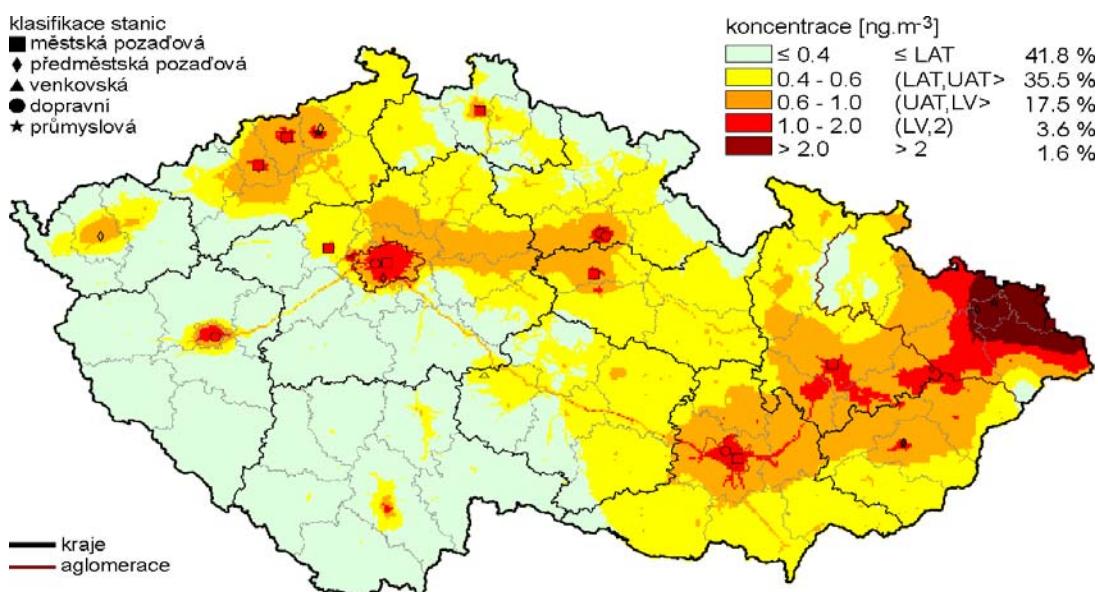 klasifikace stanic
městská pozaďová
předměstská pozaďová
venkovská
dopravní
průmyslová
koncentrace [ng.m-3]
≤ 0.4 ≤ LAT 41.8 %
0.4 - 0.6 (LAT,UAT> 35.5 %
0.6 - 1.0 (UAT,LV> 17.5 %
1.0 - 2.0 (LV,2) 3.6 %
> 2.0 > 2 1.6 %
kraje
aglomerace